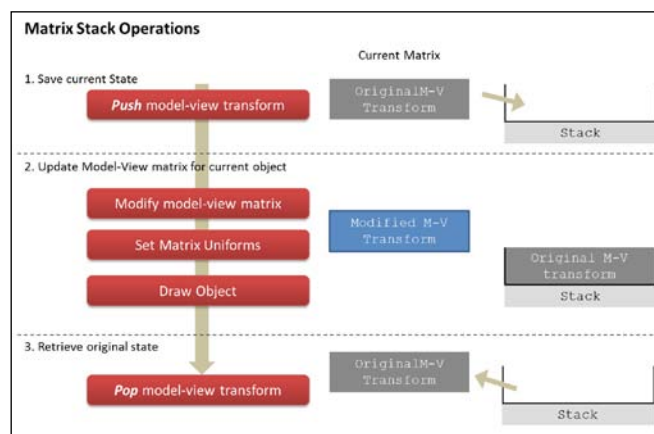 Matrix Stack Operations
Current Matrix
1. Save current State
Push model-view transform
OriginalM-V
Transform
Stack
2. Update Model-View matrix for current object
Modify model-view matrix
Modified M-V
Transform
Set Matrix Uniforms
Original M-V
transform
Draw Object
Stack
3. Retrieve original state
OriginalM-V
Transform
Pop model-view transform
Stack